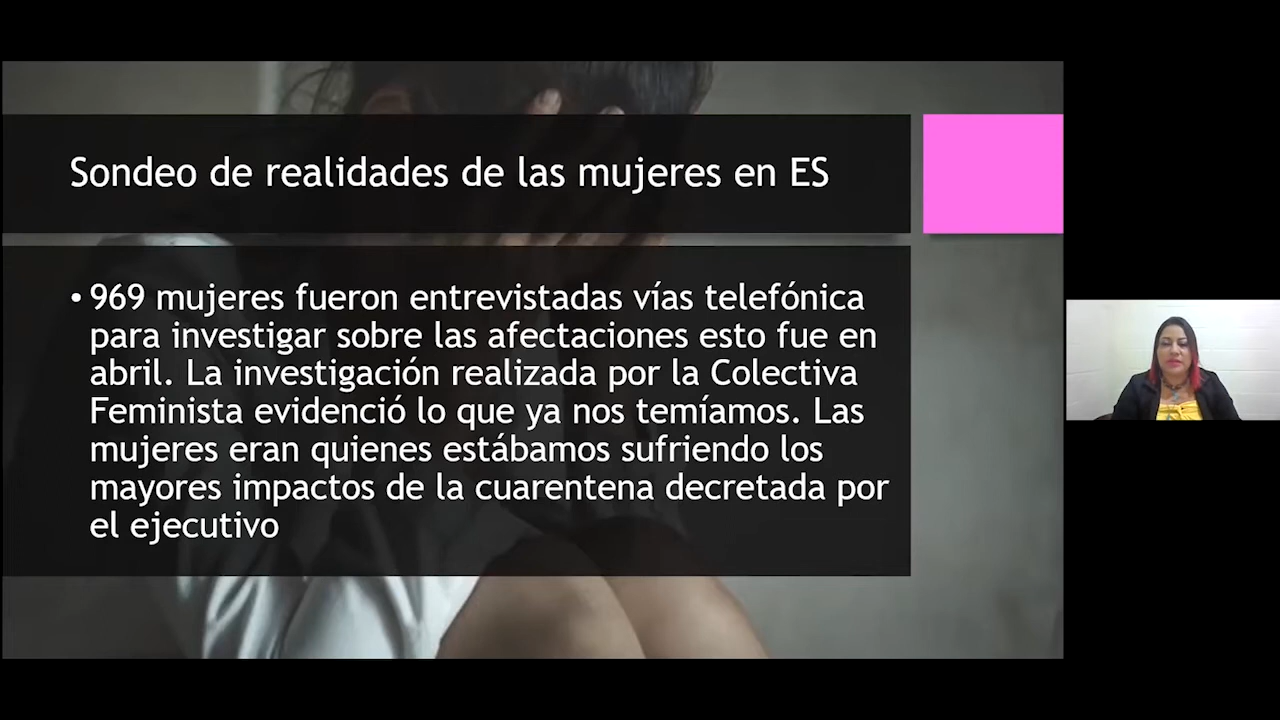 Sondeo de realidades de las mujeres en ES
• 969 mujeres fueron entrevistadas vías telefónica
para investigar sobre las afectaciones esto fue en
abril. La investigación realizada por la Colectiva
Feminista evidenció lo que ya nos temíamos. Las
mujeres eran quienes estábamos sufriendo los
mayores impactos de la cuarentena decretada por
el ejecutivo